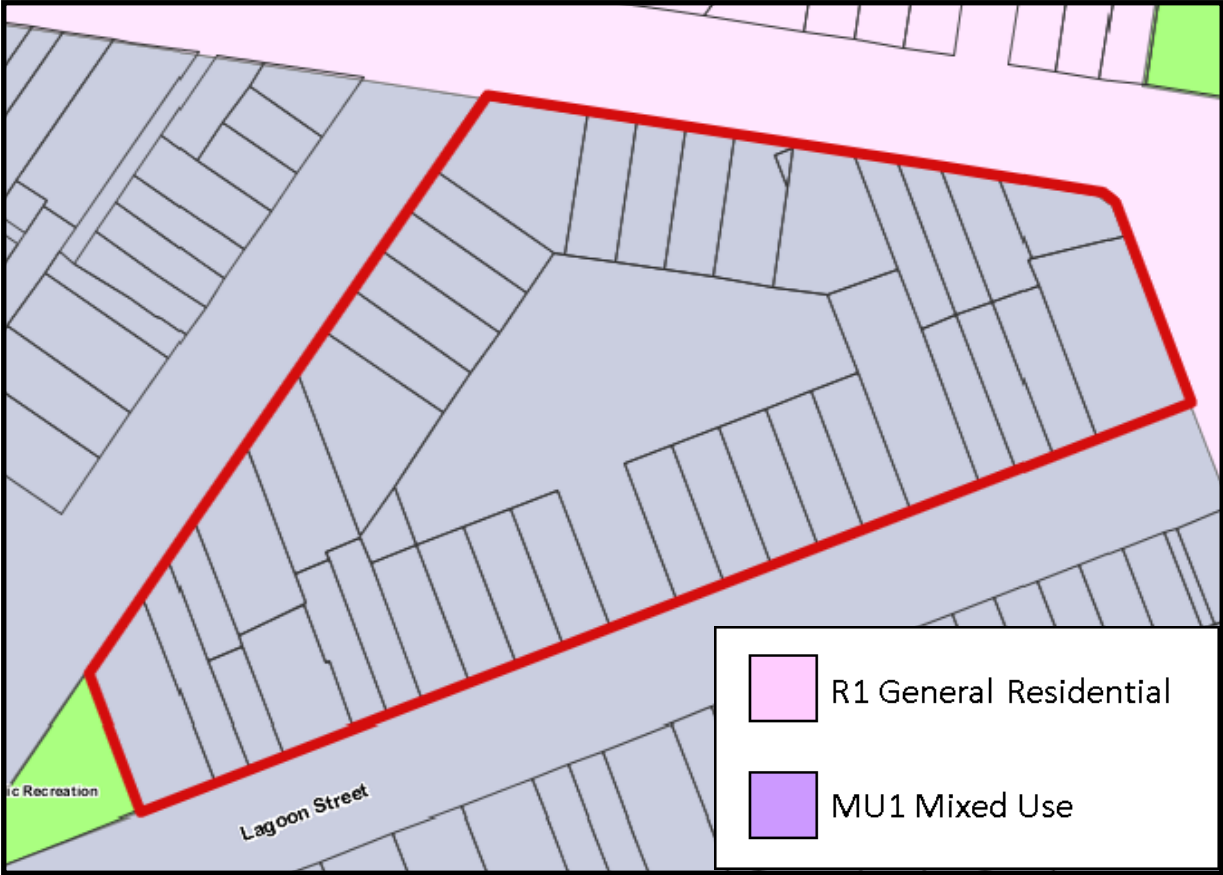 ic Recreation
Lagoon Street
R1 General Residential
MU1 Mixed Use